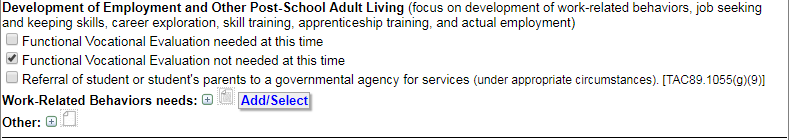 Development of Employment and Other Post-School Adult Living (focus on development of work-related behaviors, job seeking
and keeping skills, career exploration, skill training, apprenticeship training, and actual employment)
Functional Vocational Evaluation needed at this time
Functional Vocational Evaluation not needed at this time
Referral of student or student's parents to a governmental agency for services (under appropriate circumstances). [TAC89.1055(g)(9)]
Work-Related Behaviors needs: Add/Select
Other: